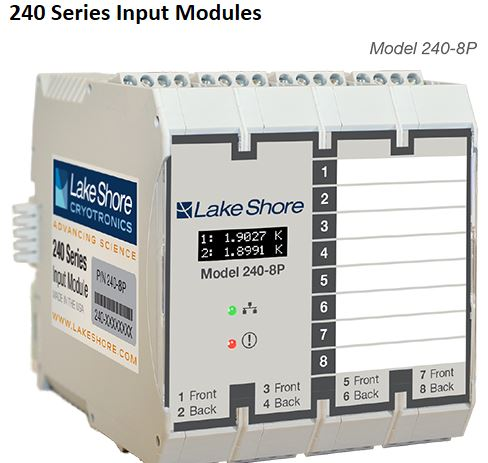 240 Series Input Modules
Model 240-8P
Lake Shore
CRYOTRONICS
ADVANCING SCIENCE
240 Series
Input Module
MADE IN THE USA
P/N 240-8P
240-XXXXXXX
WWW.LAKESHORE.COM
LakeShore
1: 1.9027 K
2: 1.8991 K
Model 240-8P
1
2
3
4
5
6
7
8
1 Front
2 Back
3 Front
4 Back
5 Front
6 Back
7 Front
8 Back